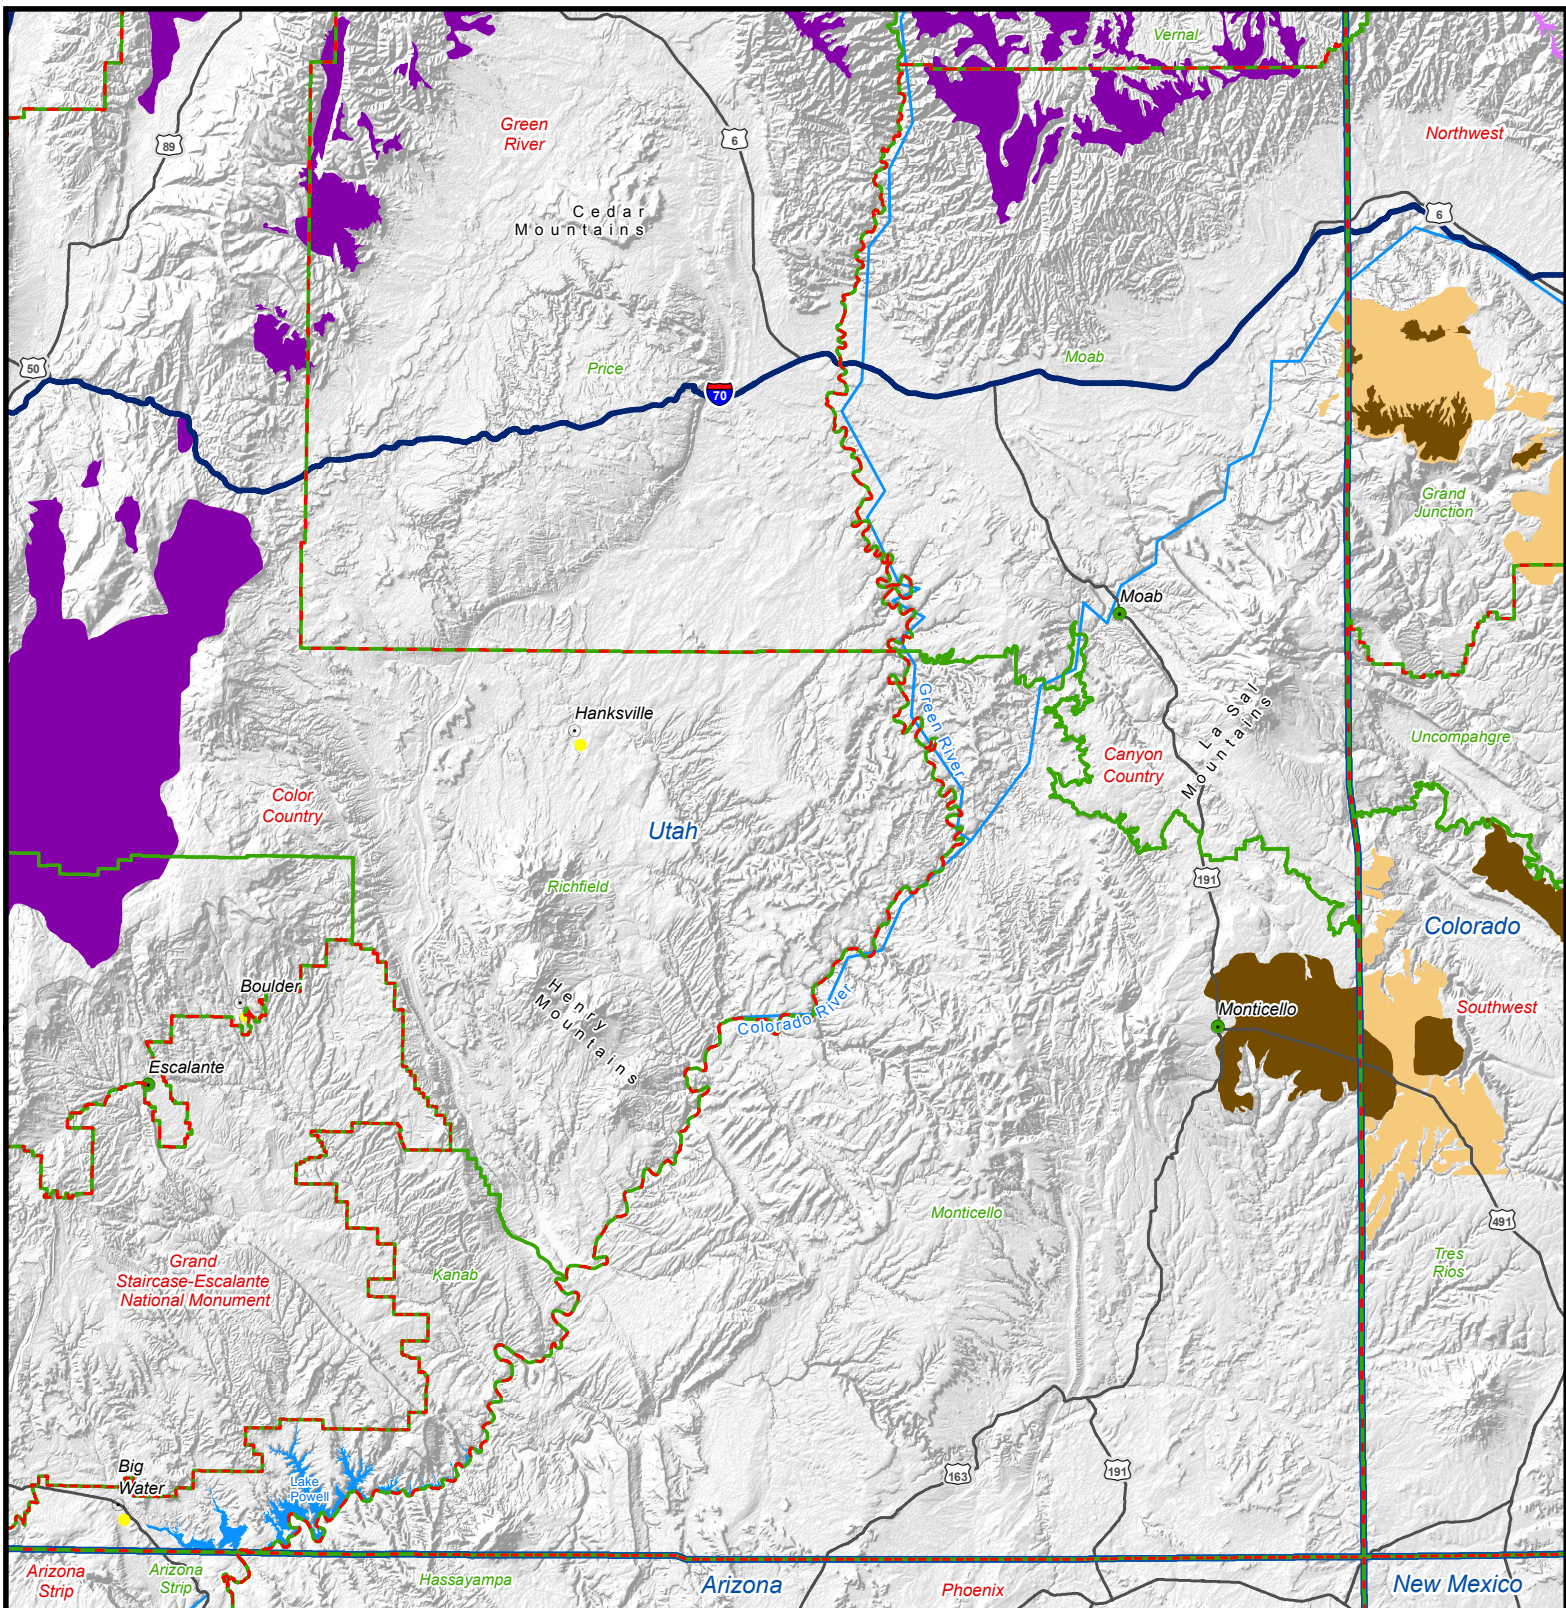 Vernal
89
Green
River
6
Northwest
Cedar
Mountains
6
50
Price
Moab
70
Grand
Junction
Moab
Hanksville
Green River
La Sal
Mountains
Canyon
Country
Uncompahgre
Color
Country
Utah
Richfield
191
Colorado
Boulder
Henry
Mountains
Colorado River
Monticello
Southwest
Escalante
Monticello
491
Grand
Staircase-Escalante
National Monument
Kanab
Tres
Rios
Big
Water
Lake
Powell
163
191
Arizona
Strip
Arizona
Strip
Hassayampa
Arizona
Phoenix
New Mexico